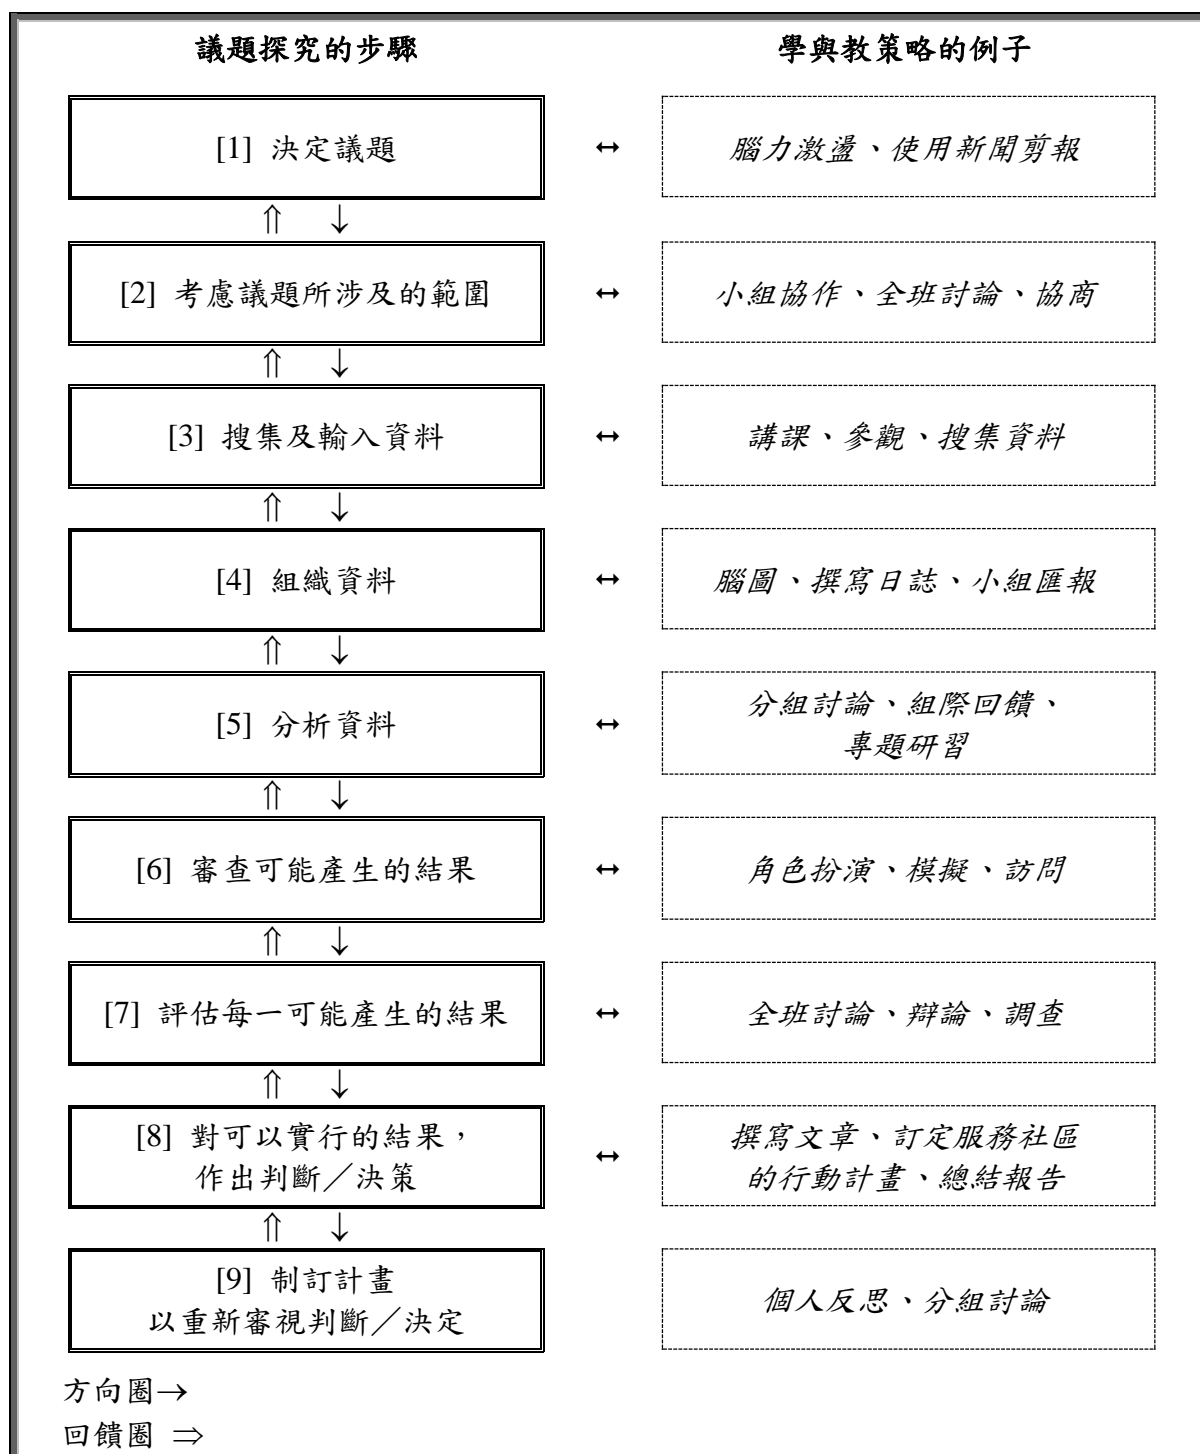 議題探究的步驟
學與教策略的例子
[1] 決定議題
↔
腦力激盪、使用新聞剪報
⇑ ↓
[2] 考慮議題所涉及的範圍
↔
小組協作、全班討論、協商
⇑ ↓
[3] 搜集及輸入資料
↔
講課、參觀、搜集資料
⇑ ↓
[4] 組織資料
↔
腦圖、撰寫日誌、小組匯報
⇑ ↓
[5] 分析資料
↔
分組討論、組際回饋、
專題研習
⇑ ↓
[6] 審查可能產生的結果
↔
角色扮演、模擬、訪問
⇑ ↓
[7] 評估每一可能產生的結果
↔
全班討論、辯論、調查
⇑ ↓
[8] 對可以實行的結果，
作出判斷／決策
↔
撰寫文章、訂定服務社區
的行動計畫、總結報告
⇑ ↓
[9] 制訂計畫
以重新審視判斷／決定
個人反思、分組討論
方向圈→
回饋圈 ⇒